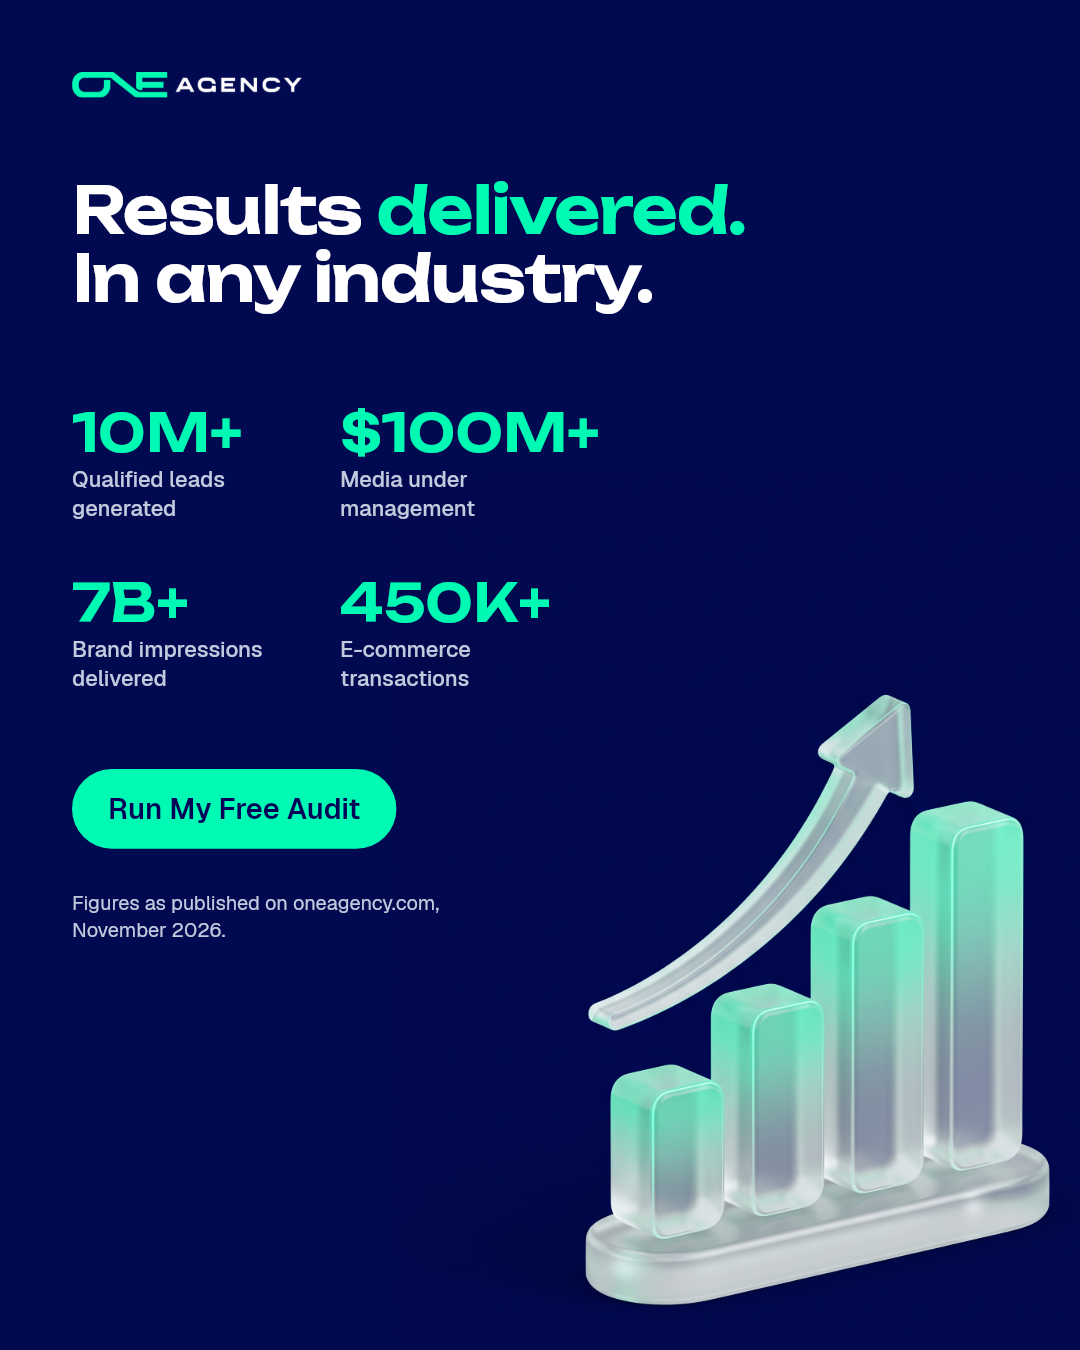 ONE AGENCY
Results delivered.
In any industry.
10M+
Qualified leads
generated
$100M+
Media under
management
7B+
Brand impressions
delivered
450K+
E-commerce
transactions
Run My Free Audit
Figures as published on oneagency.com,
November 2026.